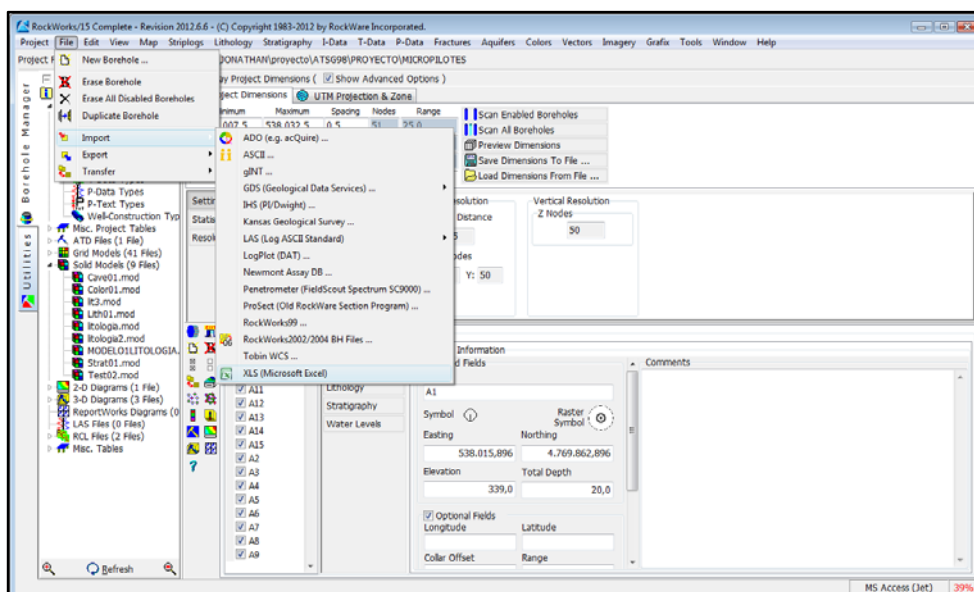 RockWorks/15 Complete - Revision 2012.6.6 - (C) Copyright 1983-2012 by RockWare Incorporated.
Project File Edit View Map Striplogs Lithology Stratigraphy I-Data T-Data P-Data Fractures Aquifers Colors Vectors Imagery Grafix Tools Window Help
JONATHAN\proyecto\ATSG98\PROYECTO\MICROPILOTES
New Borehole ...
Erase Borehole
Erase All Disabled Boreholes
Duplicate Borehole
Import
Export
Transfer
Project Dimensions ( Show Advanced Options )
Dimensions UTM Projection & Zone
Maximum Spacing Nodes Range
007,5 538.032,5 0,5 51 25,0
Scan Enabled Boreholes
Scan All Boreholes
Preview Dimensions
Save Dimensions To File ...
Load Dimensions From File ...
ADO (e.g. acQuire) ...
ASCII ...
gINT ...
GDS (Geological Data Services) ...
IHS (PI/Dwight) ...
Kansas Geological Survey ...
LAS (Log ASCII Standard)
LogPlot (DAT) ...
Newmont Assay DB ...
Penetrometer (FieldScout Spectrum SC9000) ...
ProSect (Old RockWare Section Program) ...
RockWorks99 ...
RockWorks2002/2004 BH Files ...
Tobin WCS ...
XLS (Microsoft Excel)
Borehole Manager
Utilities
P-Data Types
P-Text Types
Well-Construction Typ
Misc. Project Tables
ATD Files (1 File)
Grid Models (41 Files)
Solid Models (9 Files)
Cave01.mod
Color01.mod
lit3.mod
Lith01.mod
litologia.mod
litologia2.mod
MODELO1LITOLOGIA.
Strat01.mod
Test02.mod
2-D Diagrams (1 File)
3-D Diagrams (3 Files)
ReportWorks Diagrams (0
LAS Files (0 Files)
RCL Files (2 Files)
Misc. Tables
Refresh
Distance
Y: 50
Vertical Resolution
Z Nodes
50
A11
A12
A13
A14
A15
A2
A3
A4
A5
A6
A7
A8
A9
Lithology
Stratigraphy
Water Levels
Information
Fields
A1
Symbol Raster Symbol
Easting Northing
538.015,896 4.769.862,896
Elevation Total Depth
339,0 20,0
Optional Fields
Longitude Latitude
Collar Offset Range
Comments
MS Access (Jet) 39%